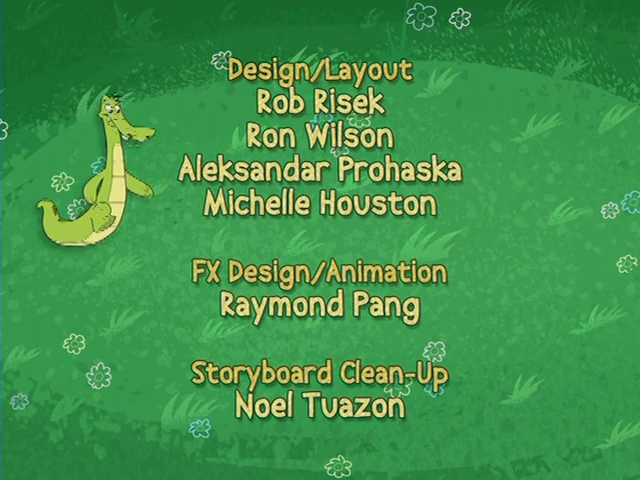 Design/Layout
Rob Risek
Ron Wilson
Aleksandar Prohaska
Michelle Houston
FX Design/Animation
Raymond Pang
Storyboard Clean-Up
Noel Tuazon